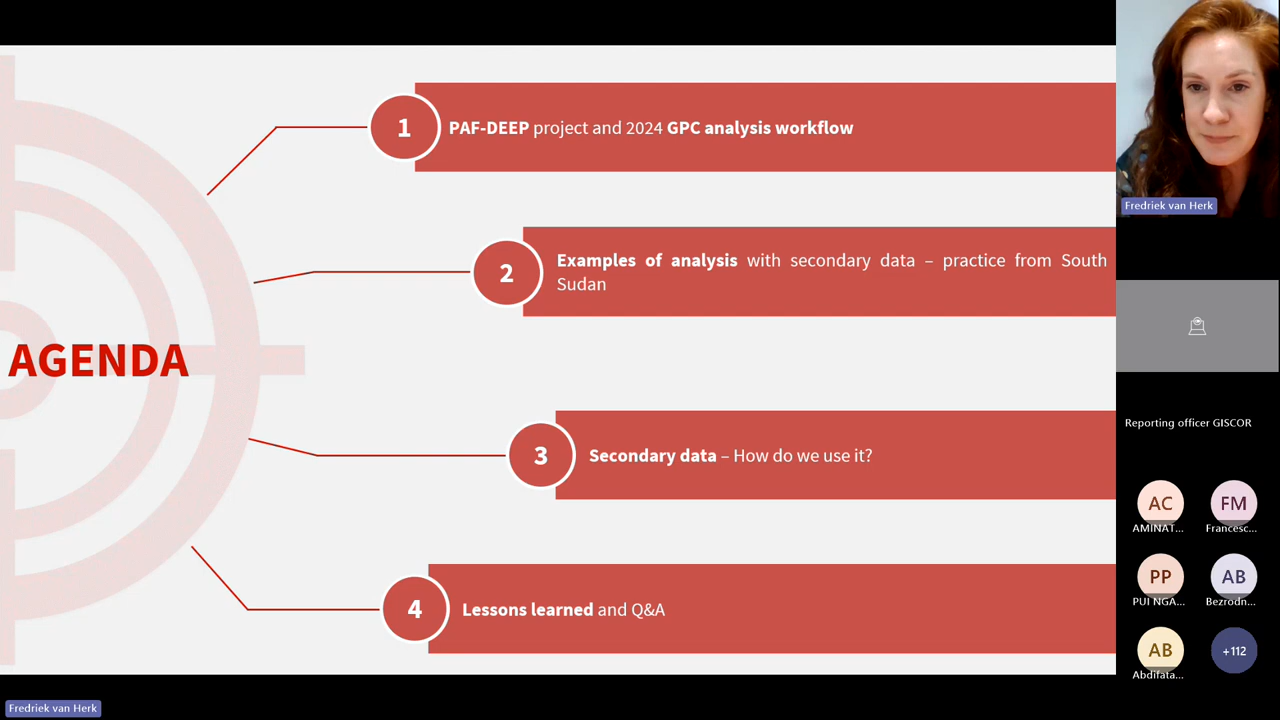 AGENDA
1
PAF-DEEP project and 2024 GPC analysis workflow
2
Examples of analysis with secondary data – practice from South
Sudan
3
Secondary data – How do we use it?
4
Lessons learned and Q&A
Fredriek van Herk
Reporting officer GISCOR
AC
AMINAT...
FM
Francesc...
PP
PUI NGA...
AB
Bezrodn...
AB
Abdifata...
+112
Fredriek van Herk